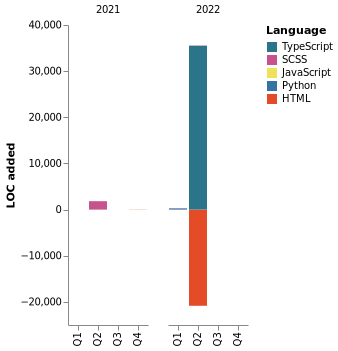 2021 2022
Language
TypeScript
SCSS
JavaScript
Python
HTML
LOC added
40,000
30,000
20,000
10,000
0
−10,000
−20,000
Q1 Q2 Q3 Q4 Q1 Q2 Q3 Q4